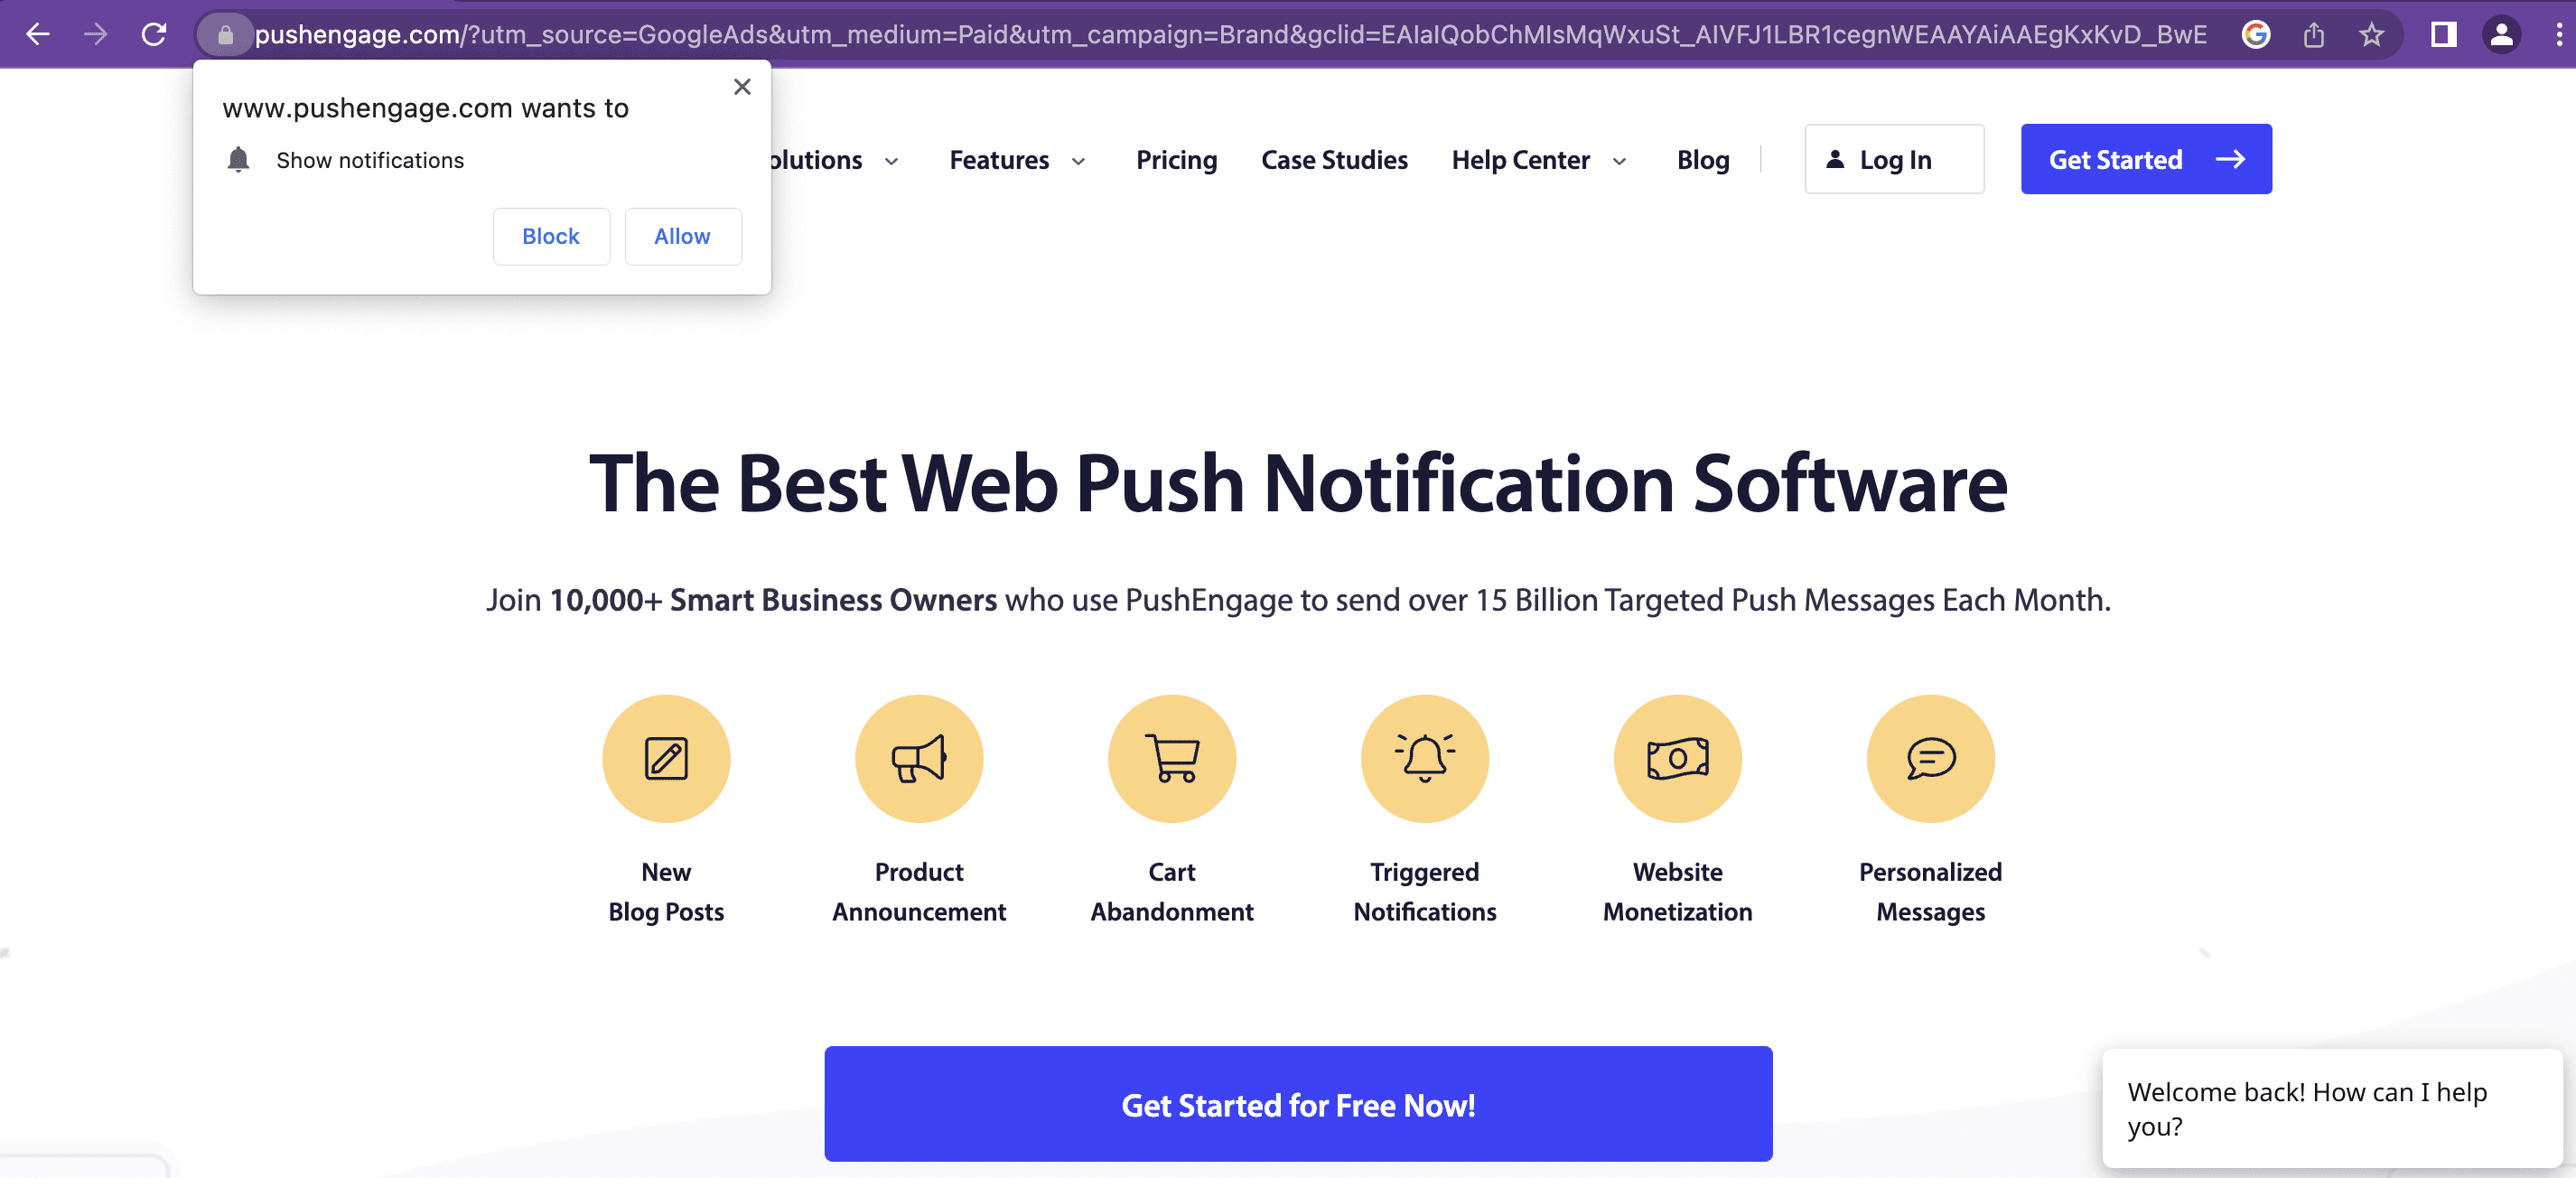 pushengage.com/?utm_source=GoogleAds&utm_medium=Paid&utm_campaign=Brand&gclid=EAIaIQobChMIsMqWxuSt_AIVFJ1LBR1cegnWEAAYAiAAEgKxKvD_BwE
www.pushengage.com wants to
Show notifications
Block Allow
olutions Features Pricing Case Studies Help Center Blog Log In Get Started
The Best Web Push Notification Software
Join 10,000+ Smart Business Owners who use PushEngage to send over 15 Billion Targeted Push Messages Each Month.
New
Blog Posts
Product
Announcement
Cart
Abandonment
Triggered
Notifications
Website
Monetization
Personalized
Messages
Get Started for Free Now!
Welcome back! How can I help
you?